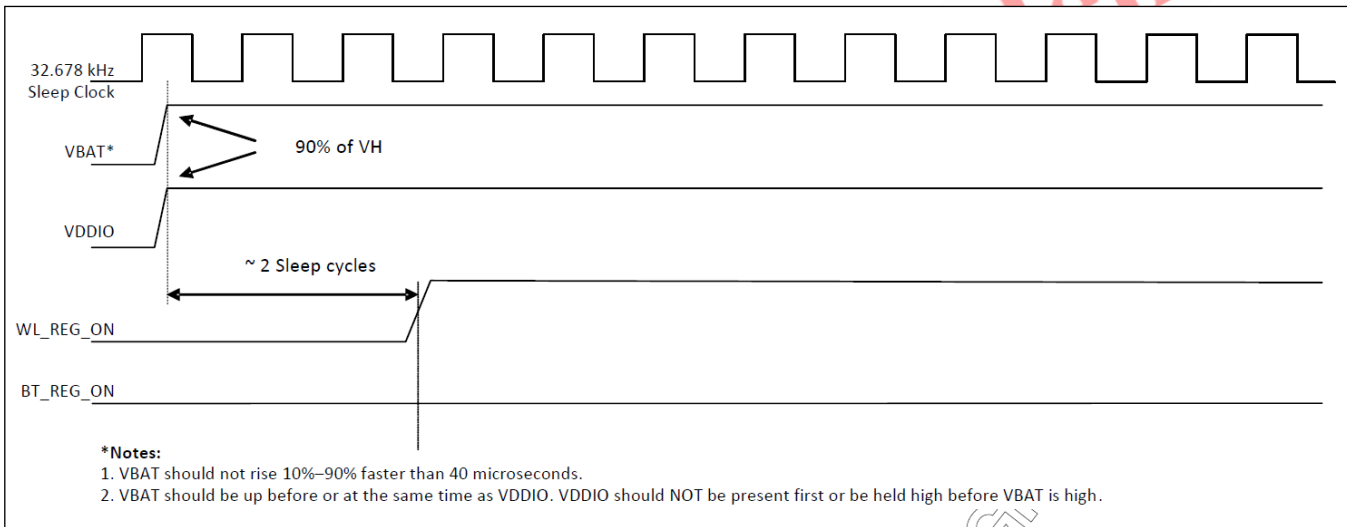 32.678 kHz
Sleep Clock
VBAT*
90% of VH
VDDIO
~ 2 Sleep cycles
WL_REG_ON
BT_REG_ON
*Notes:
1. VBAT should not rise 10%–90% faster than 40 microseconds.
2. VBAT should be up before or at the same time as VDDIO. VDDIO should NOT be present first or be held high before VBAT is high.